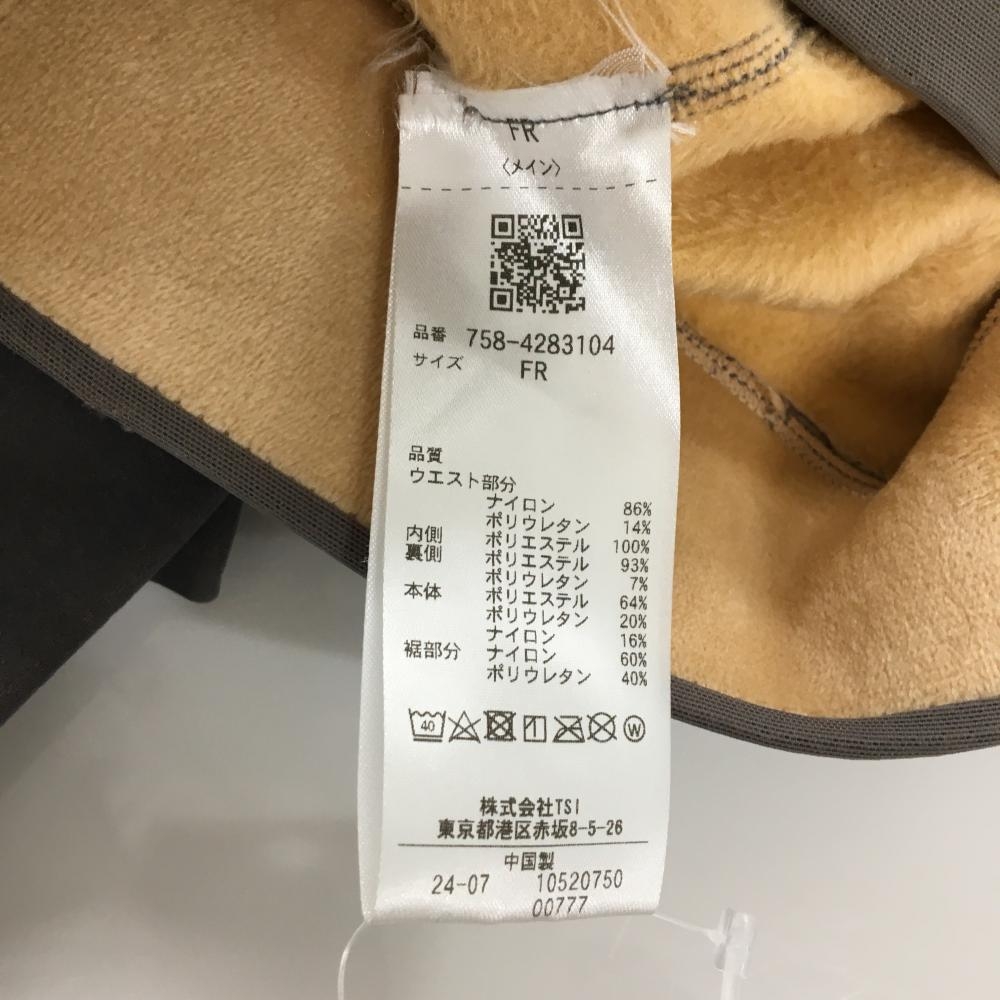 FR
〈メイン〉
品番 758-4283104
サイズ FR
品質
ウエスト部分
ナイロン 86%
ポリウレタン 14%
内側 ポリエステル 100%
裏側 ポリエステル 93%
ポリウレタン 7%
本体 ポリエステル 64%
ポリウレタン 20%
ナイロン 16%
裾部分 ナイロン 60%
ポリウレタン 40%
40 W
株式会社TSI
東京都港区赤坂8-5-26
中国製
24-07 10520750
00777